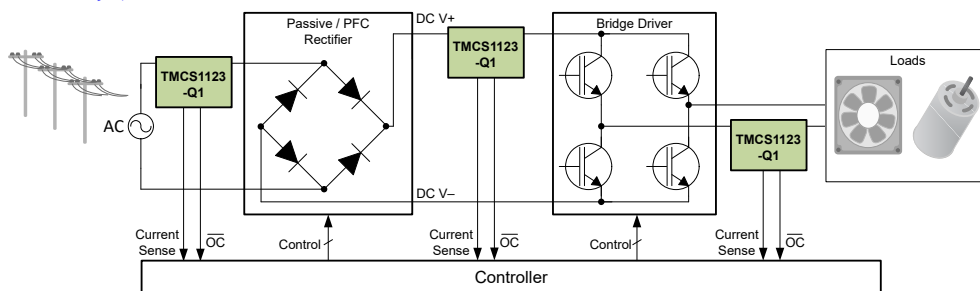 Passive / PFC
Rectifier
DC V+
Bridge Driver
TMCS1123
-Q1
TMCS1123
-Q1
Loads
AC
TMCS1123
-Q1
DC V–
Current
Sense
OC
Control
Current
Sense
OC
Control
Current
Sense
OC
Controller